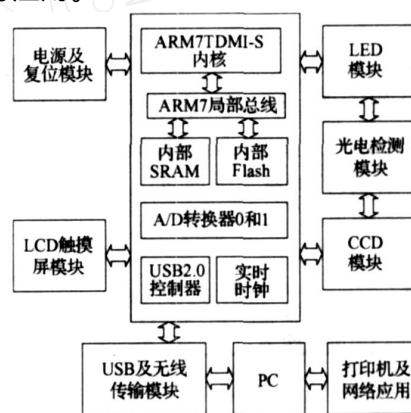 电源及
复位模块
ARM7TDMI-S
内核
ARM7局部总线
内部
SRAM
内部
Flash
A/D转换器0和1
USB2.0
控制器
实时
时钟
LED
模块
光电检测
模块
CCD
模块
LCD触摸
屏模块
USB及无线
传输模块
PC
打印机及
网络应用